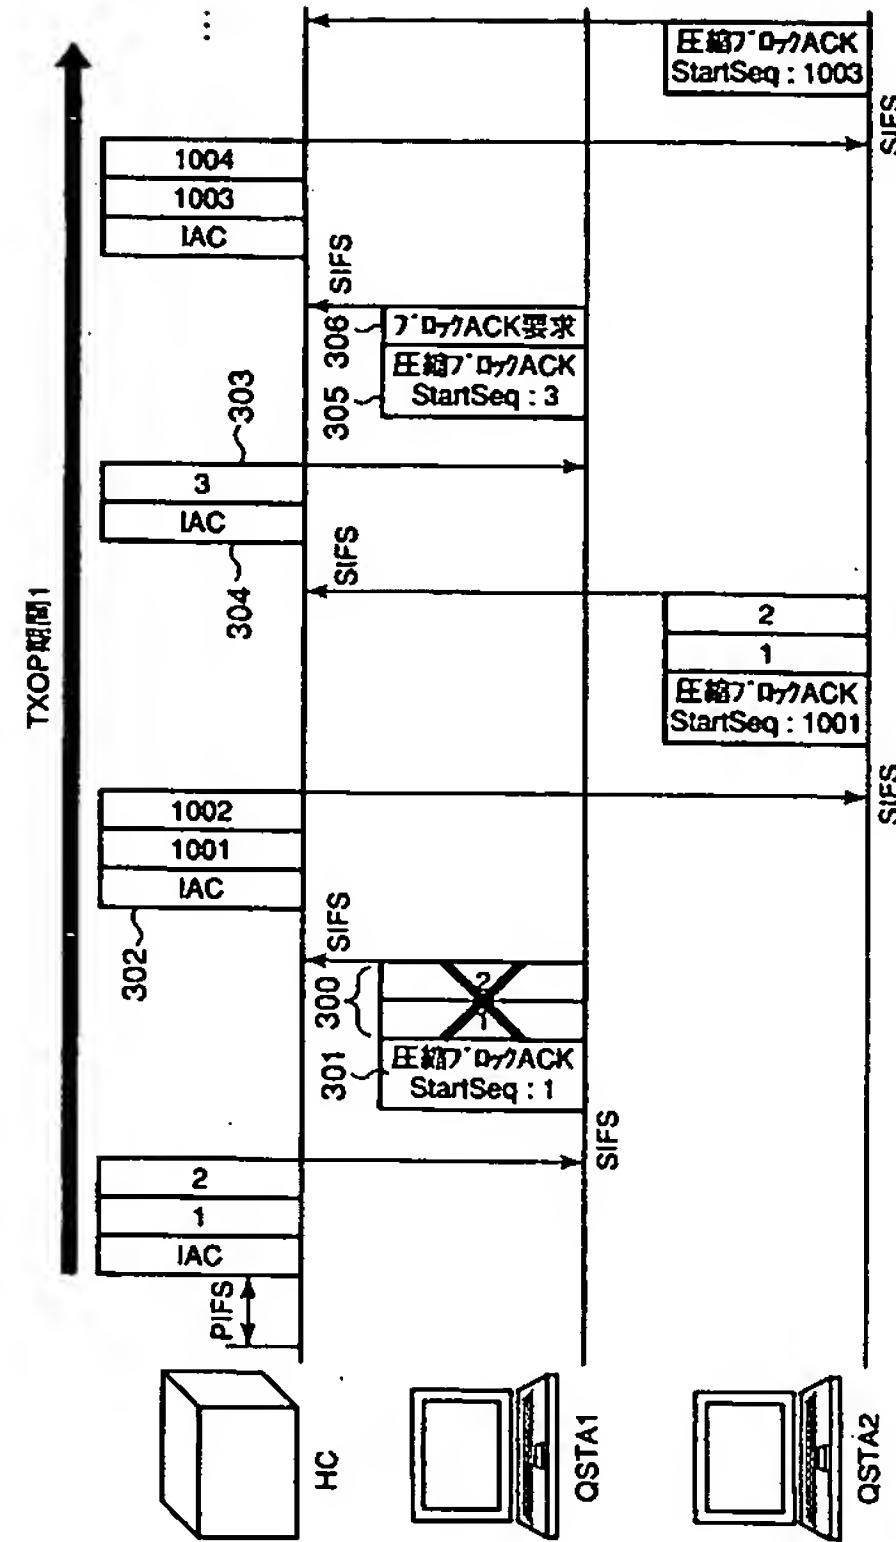 TXOP期間1
HC
PIFS
IAC
1
2
302
IAC
1001
1002
304
IAC
3
303
IAC
1003
1004
…
QSTA1
SIFS
301
圧縮ブロックACK
StartSeq : 1
300
1
2
SIFS
SIFS
305
圧縮ブロックACK
StartSeq : 3
306
ブロックACK要求
SIFS
QSTA2
SIFS
圧縮ブロックACK
StartSeq : 1001
1
2
SIFS
圧縮ブロックACK
StartSeq : 1003